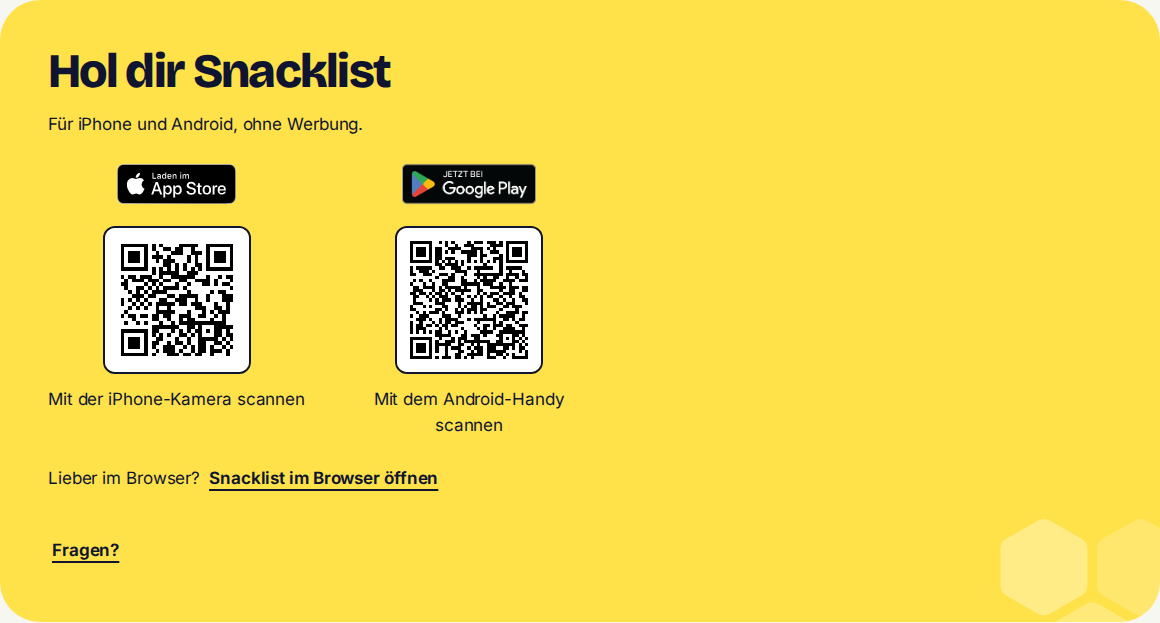 Hol dir Snacklist
Für iPhone und Android, ohne Werbung.
Laden im
App Store
JETZT BEI
Google Play
Mit der iPhone-Kamera scannen
Mit dem Android-Handy
scannen
Lieber im Browser? Snacklist im Browser öffnen
Fragen?